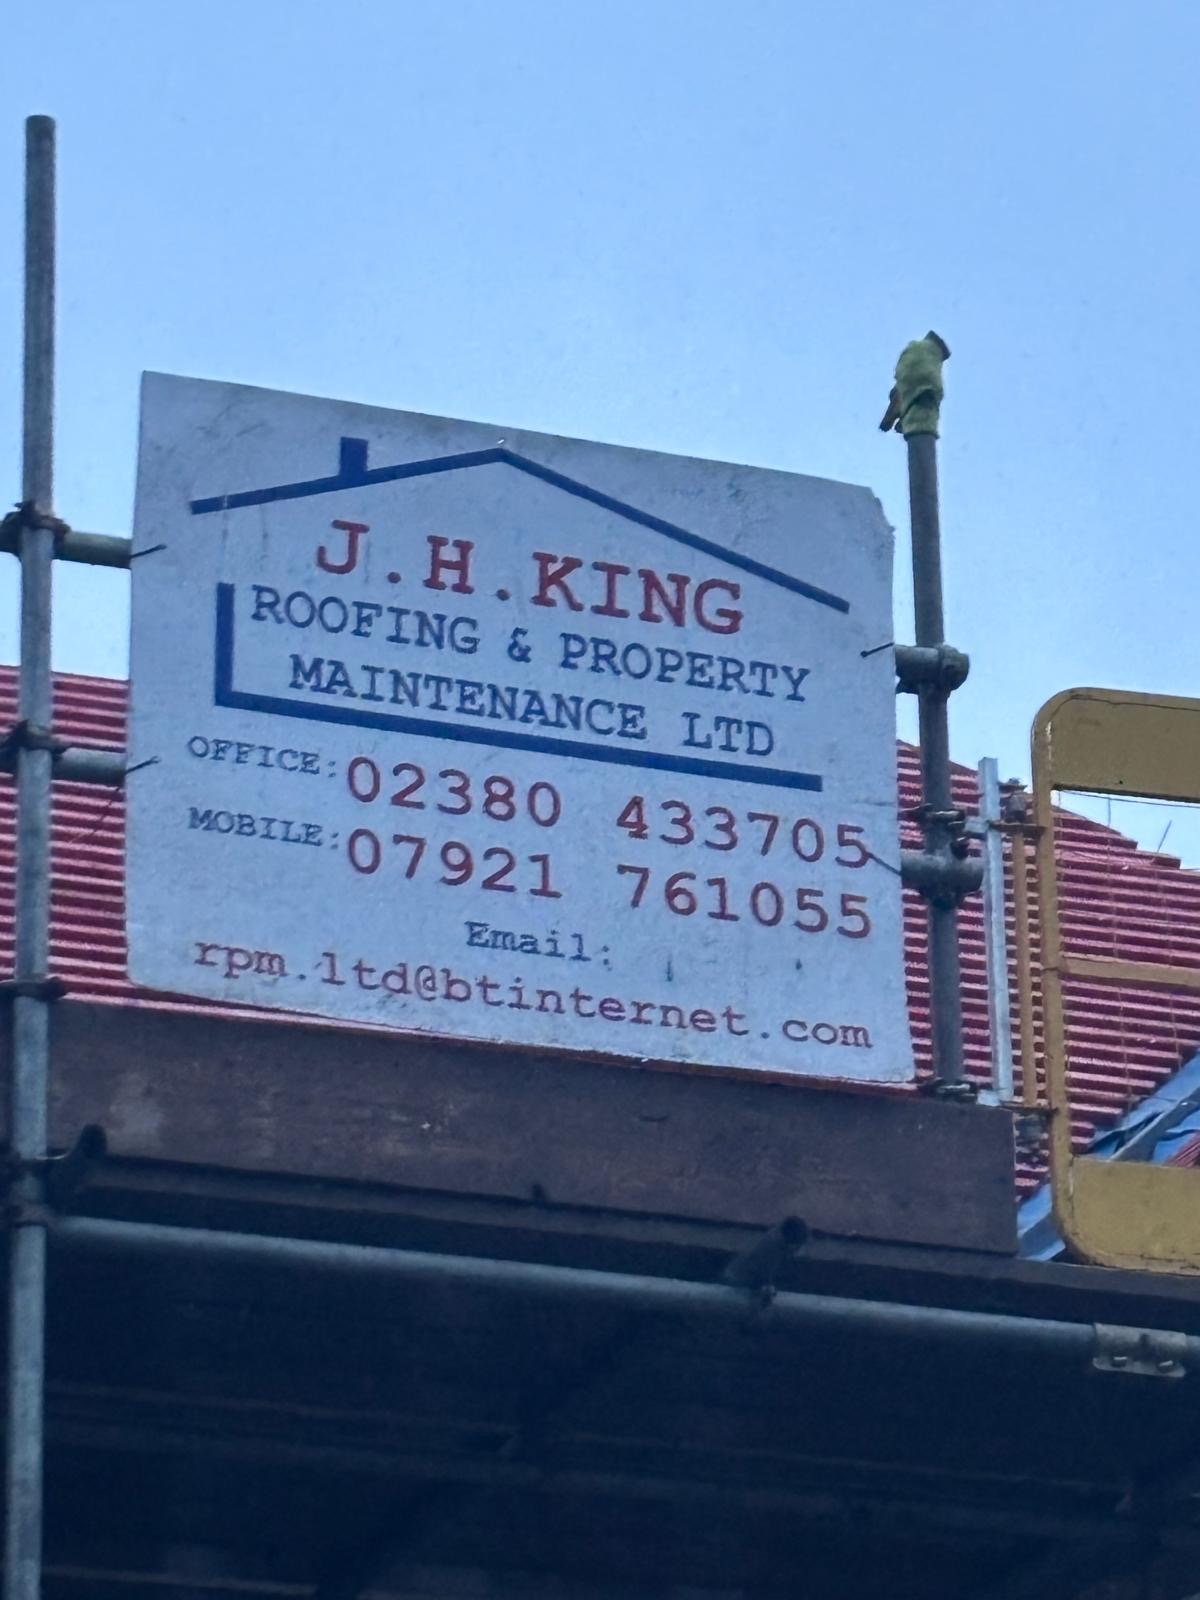 J.H.KING
ROOFING & PROPERTY
MAINTENANCE LTD
OFFICE: 02380 433705
MOBILE: 07921 761055
Email:
rpm.ltd@btinternet.com